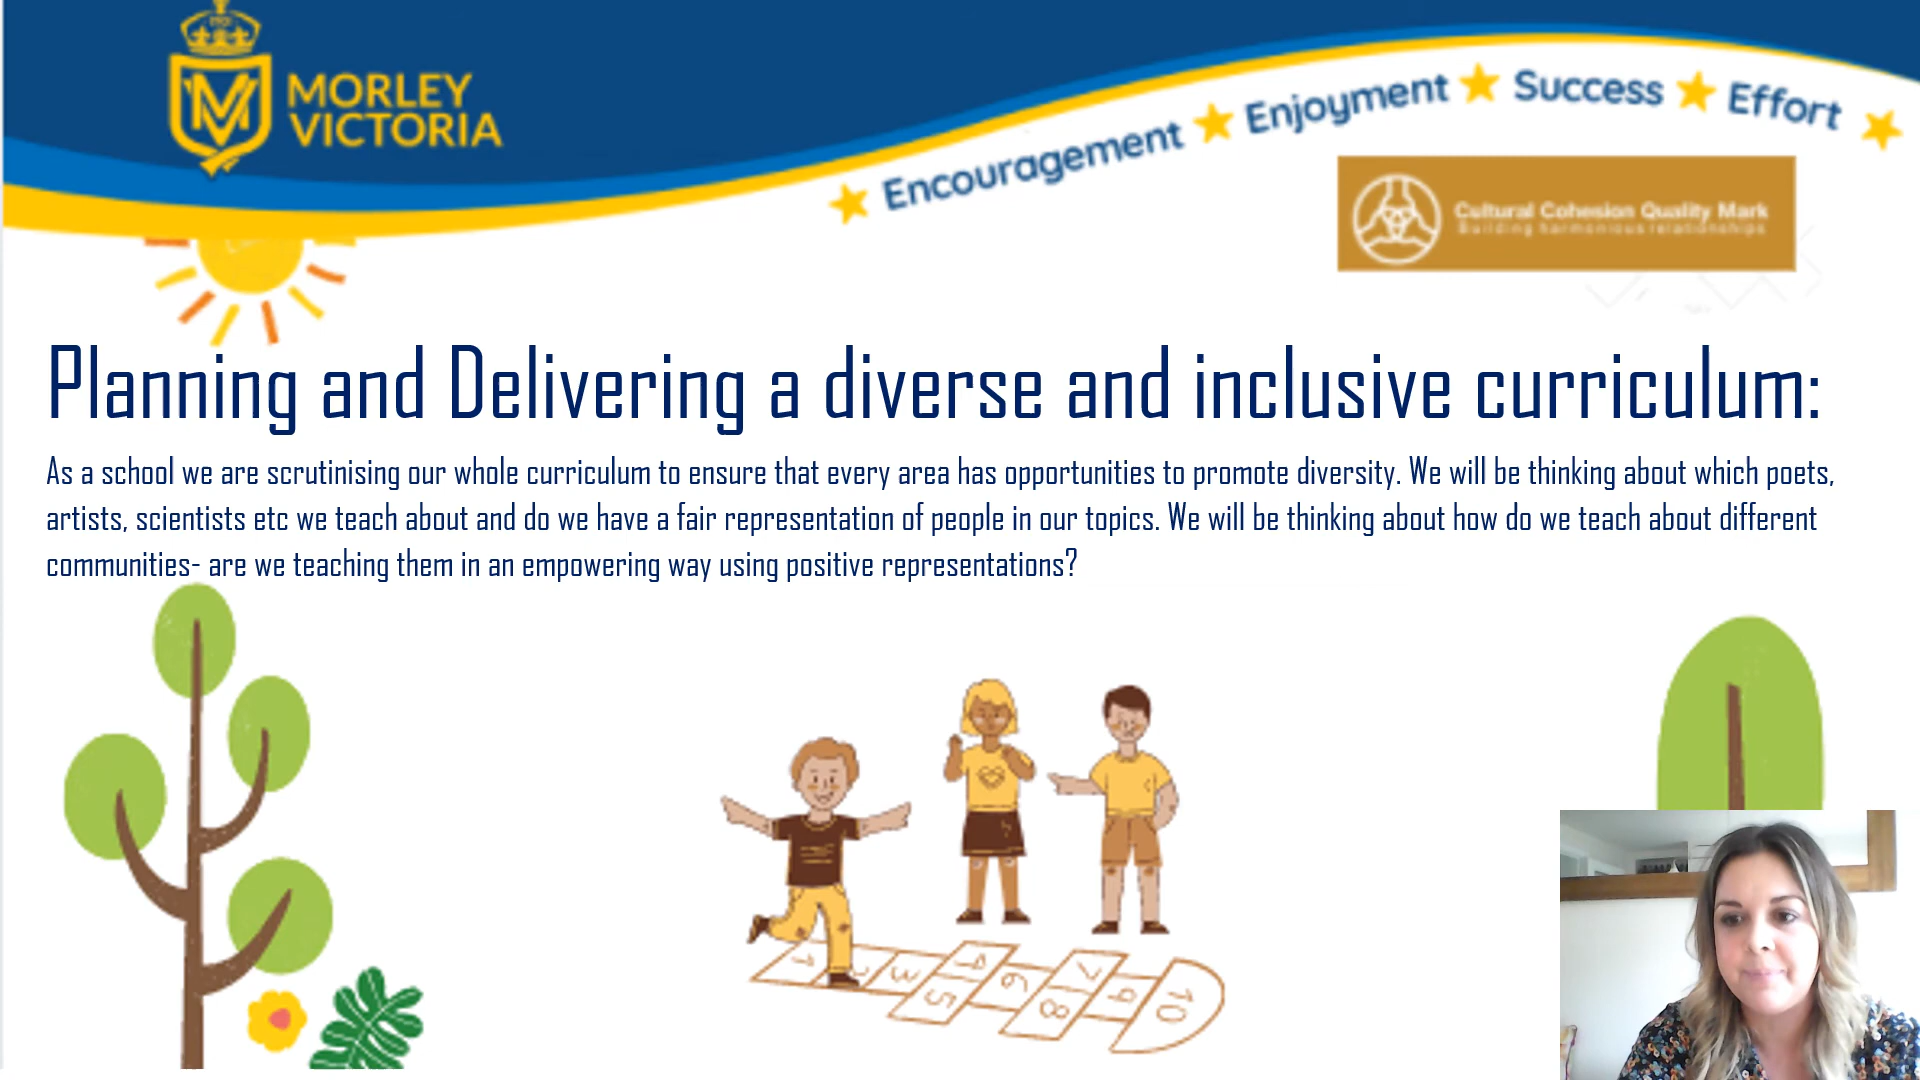 MORLEY
VICTORIA
Encouragement Enjoyment Success Effort
Cultural Cohesion Quality Mark
Building harmonious relationships
Planning and Delivering a diverse and inclusive curriculum:
As a school we are scrutinising our whole curriculum to ensure that every area has opportunities to promote diversity. We will be thinking about which poets,
artists, scientists etc we teach about and do we have a fair representation of people in our topics. We will be thinking about how do we teach about different
communities- are we teaching them in an empowering way using positive representations?
1 2 3 4 5 6 7 8 9 10